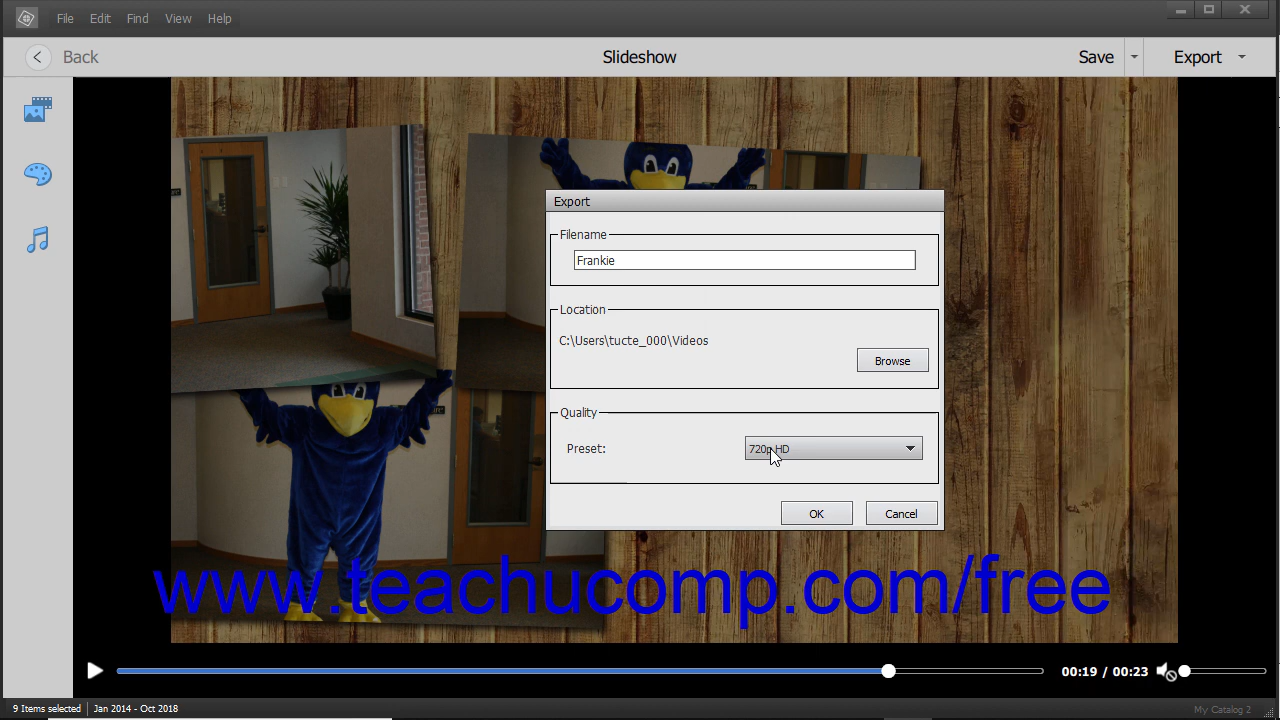 File Edit Find View Help
Back
Slideshow
Save
Export
Export
Filename
Frankie
Location
C:\Users\tucte_000\Videos
Browse
Quality
Preset:
720p HD
OK
Cancel
www.teachucomp.com/free
00:19 / 00:23
9 Items selected
Jan 2014 - Oct 2018
My Catalog 2